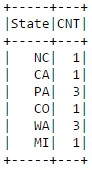 +-----+---+
|State|CNT|
+-----+---+
|   NC|  1|
|   CA|  1|
|   PA|  3|
|   CO|  1|
|   WA|  3|
|   MI|  1|
+-----+---+